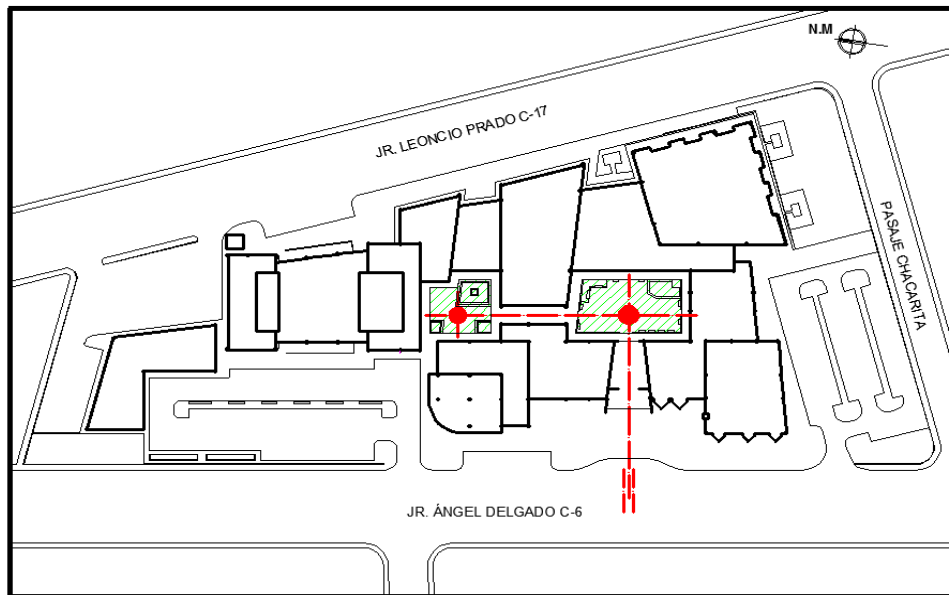 N.M
JR. LEONCIO PRADO C-17
PASAJE CHACARITA
JR. ÁNGEL DELGADO C-6